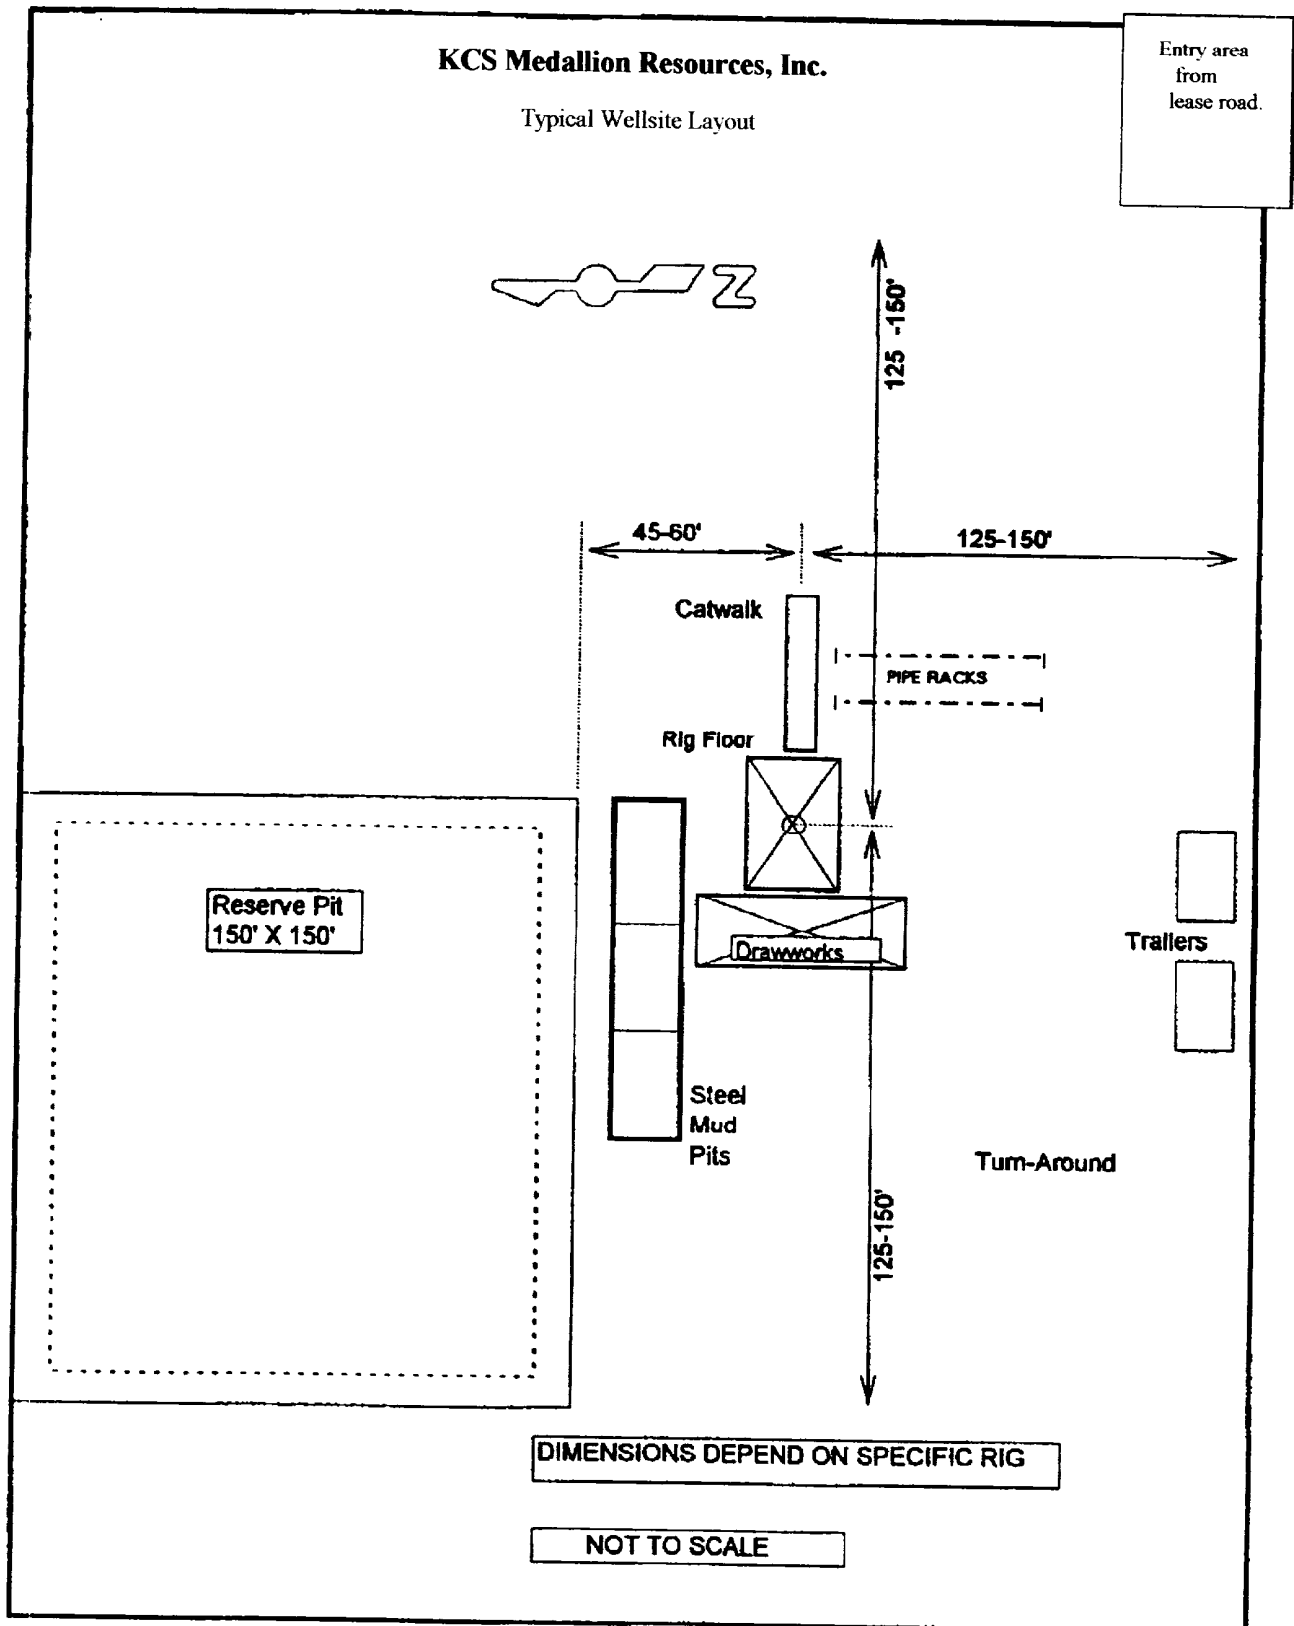 KCS Medallion Resources, Inc.
Typical Wellsite Layout
Entry area
from
lease road.
N
125 -150'
45-60'
125-150'
Catwalk
PIPE RACKS
Rig Floor
Reserve Pit
150' X 150'
Drawworks
Trailers
Steel
Mud
Pits
Turn-Around
125-150'
DIMENSIONS DEPEND ON SPECIFIC RIG
NOT TO SCALE